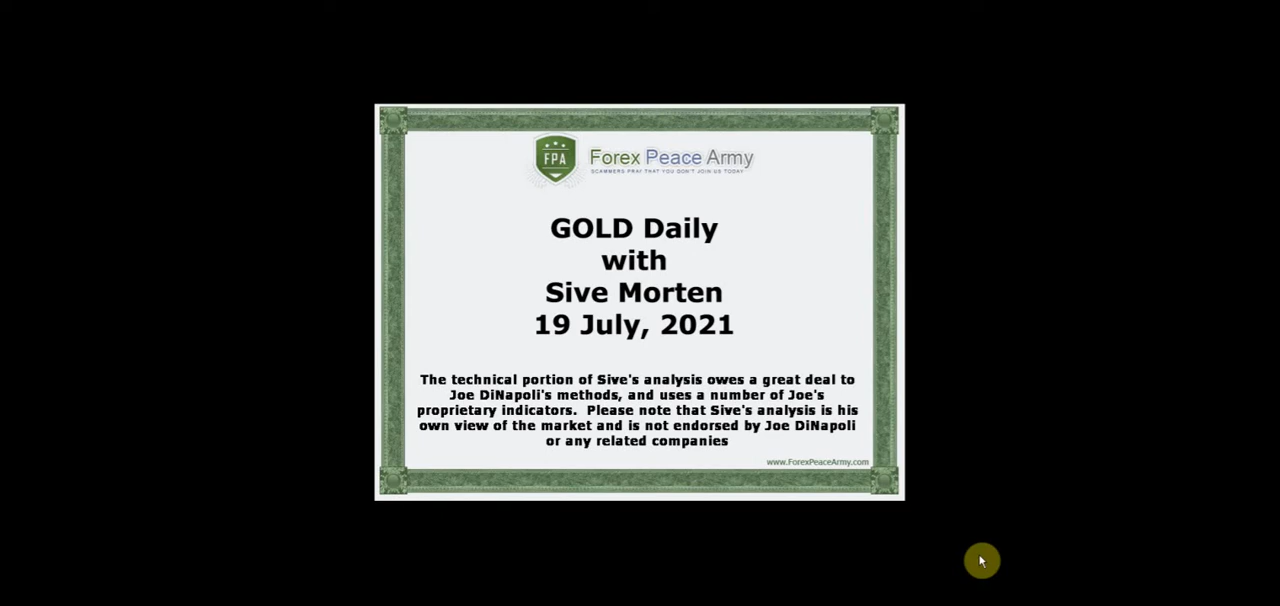 FPA
Forex Peace Army
SCAMMERS PRAY THAT YOU DON'T JOIN US TODAY
GOLD Daily
with
Sive Morten
19 July, 2021
The technical portion of Sive's analysis owes a great deal to
Joe DiNapoli's methods, and uses a number of Joe's
proprietary indicators.  Please note that Sive's analysis is his
own view of the market and is not endorsed by Joe DiNapoli
or any related companies
www.ForexPeaceArmy.com